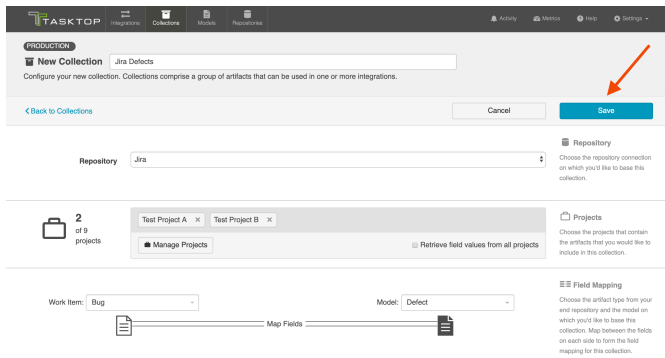 TASKTOP
Integrations
Collections
Models
Repositories
Activity
Metrics
Help
Settings
PRODUCTION
New Collection
Jira Defects
Configure your new collection. Collections comprise a group of artifacts that can be used in one or more integrations.
Back to Collections
Cancel
Save
Repository
Jira
Repository
Choose the repository connection
on which you'd like to base this
collection.
2
of 9
projects
Test Project A ×
Test Project B ×
Manage Projects
Retrieve field values from all projects
Projects
Choose the projects that contain
the artifacts that you would like to
include in this collection.
Work Item: Bug
Map Fields
Model: Defect
Field Mapping
Choose the artifact type from your
end repository and the model on
which you'd like to base this
collection. Map between the fields
on each side to form the field
mapping for this collection.